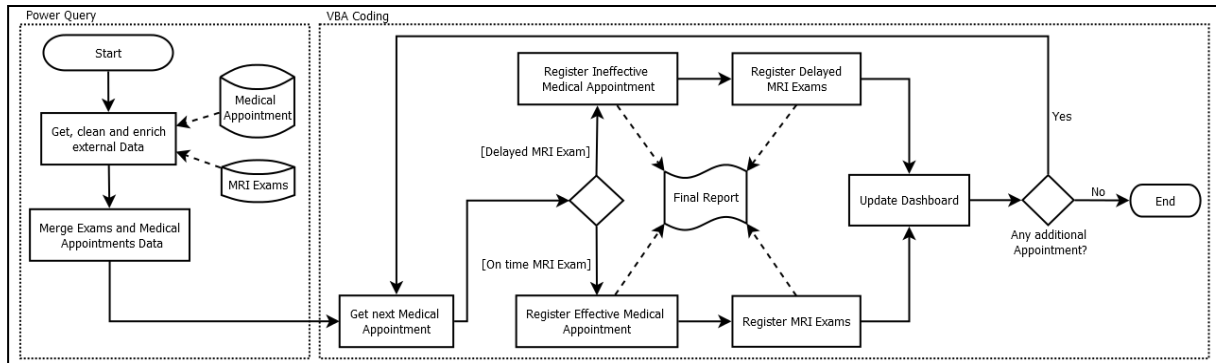 Power Query
Start
Medical
Appointment
Get, clean and enrich
external Data
MRI Exams
Merge Exams and Medical
Appointments Data
VBA Coding
Get next Medical
Appointment
[Delayed MRI Exam]
[On time MRI Exam]
Register Ineffective
Medical Appointment
Register Delayed
MRI Exams
Final Report
Register Effective Medical
Appointment
Register MRI Exams
Update Dashboard
Yes
Any additional
Appointment?
No
End